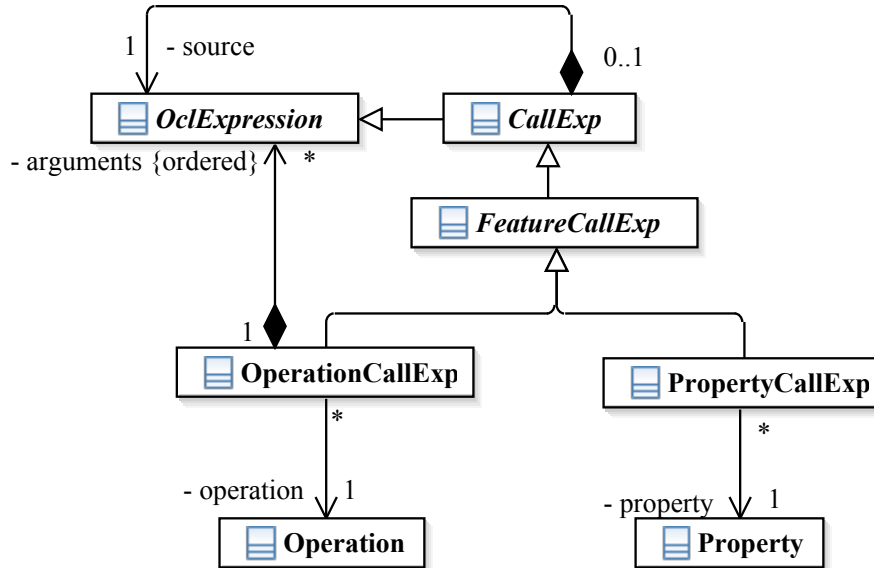 1 - source
0..1
OclExpression CallExp
- arguments {ordered} *
FeatureCallExp
1
OperationCallExp PropertyCallExp
* *
- operation 1 - property 1
Operation Property